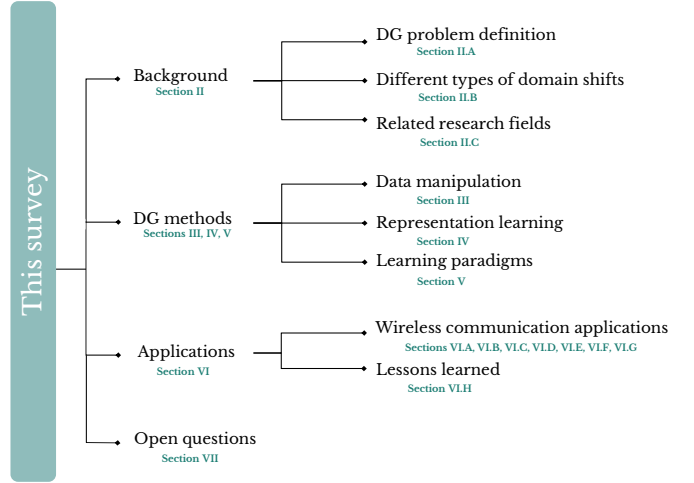 This survey
Background
Section II
DG problem definition
Section II.A
Different types of domain shifts
Section II.B
Related research fields
Section II.C
DG methods
Sections III, IV, V
Data manipulation
Section III
Representation learning
Section IV
Learning paradigms
Section V
Applications
Section VI
Wireless communication applications
Sections VI.A, VI.B, VI.C, VI.D, VI.E, VI.F, VI.G
Lessons learned
Section VI.H
Open questions
Section VII